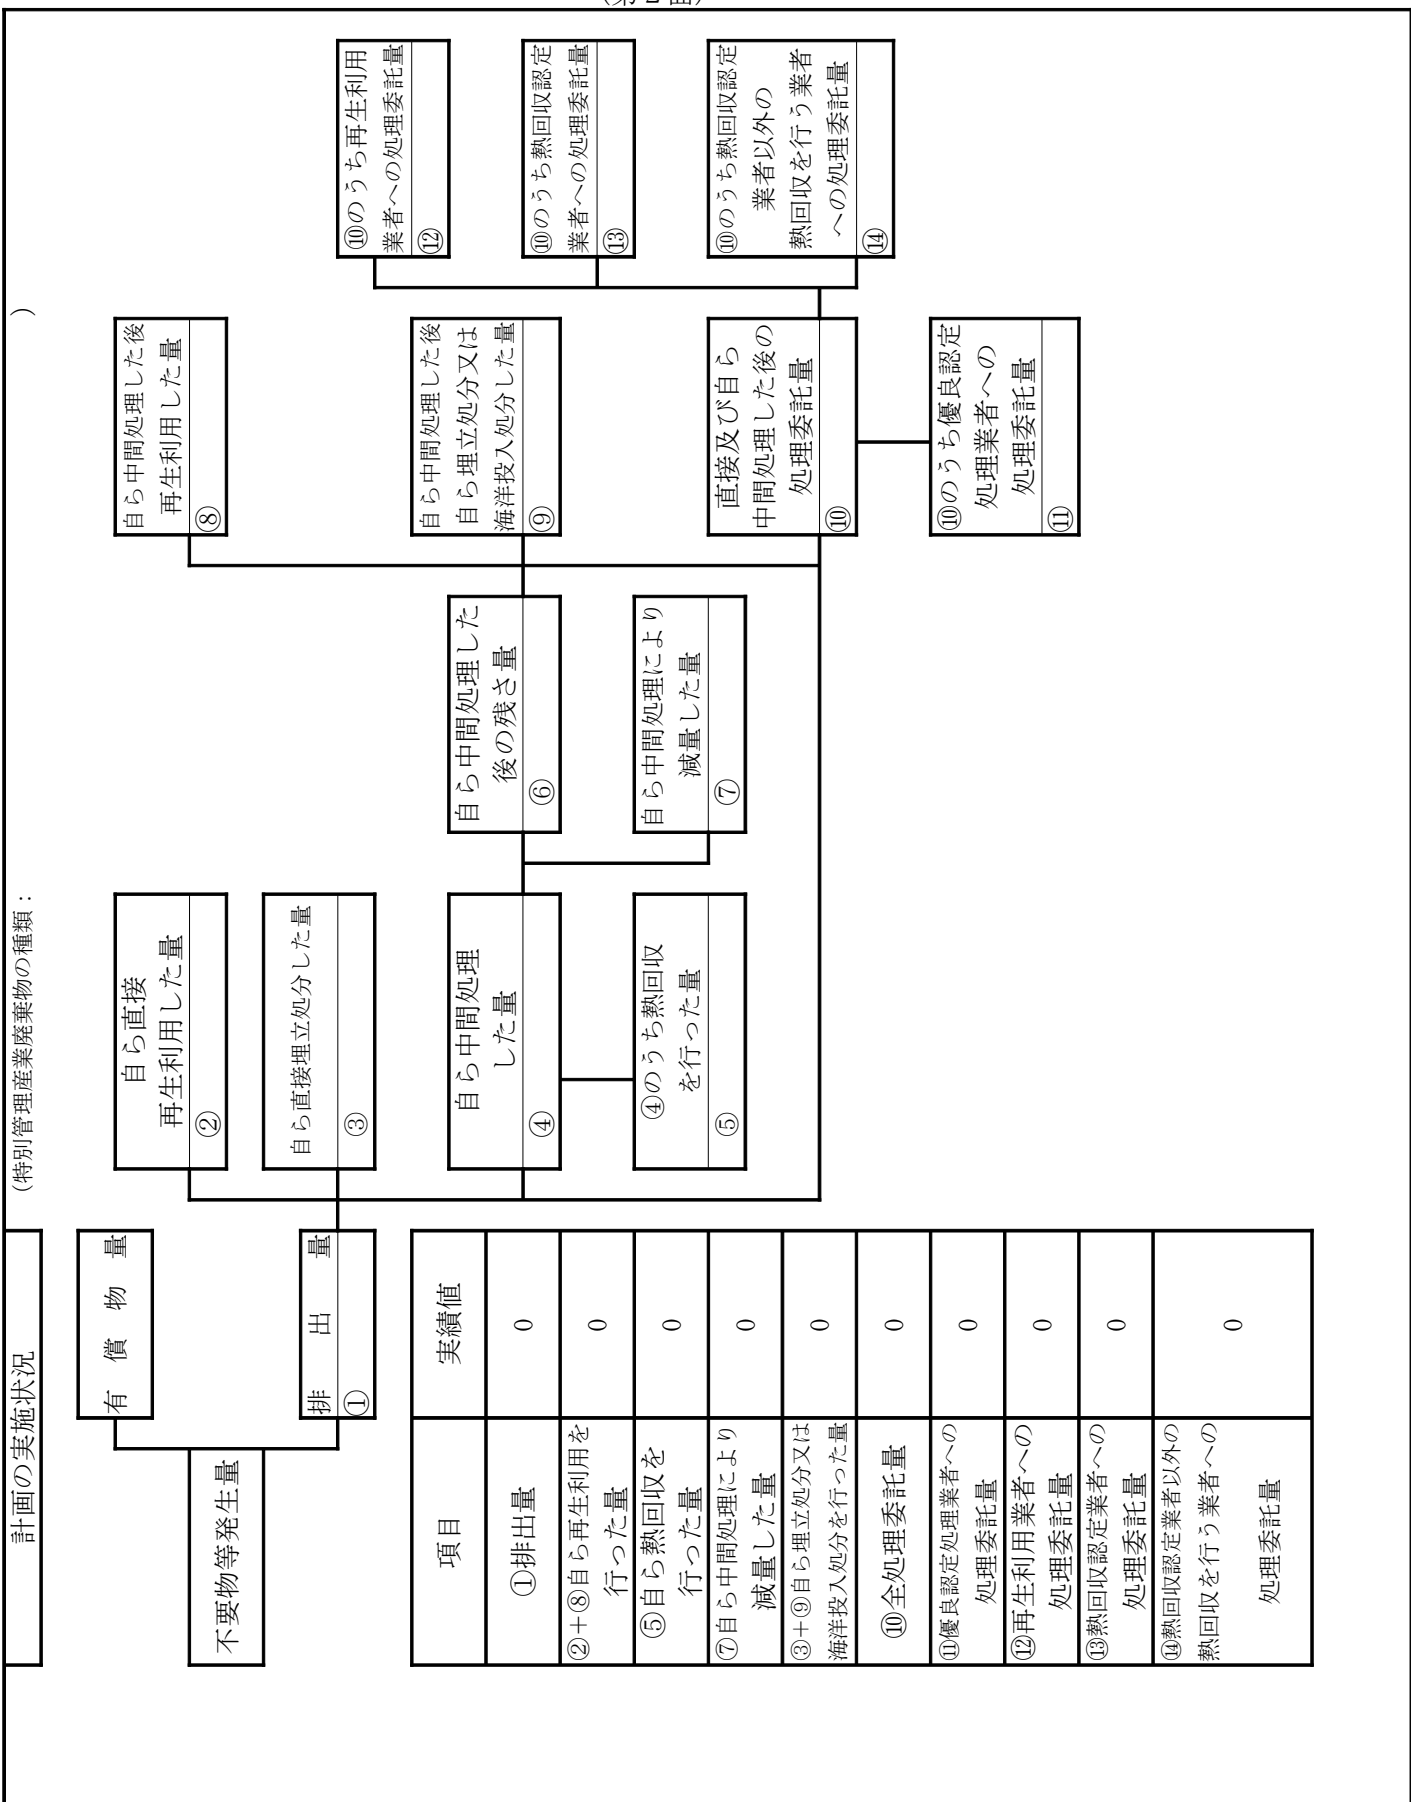 (第2面)
計画の実施状況
(特別管理産業廃棄物の種類:
)
不要物等発生量
有償物量
排出量
①
自ら直接
再生利用した量
②
自ら直接埋立処分した量
③
自ら中間処理
した量
④
④のうち熱回収
を行った量
⑤
自ら中間処理した
後の残さ量
⑥
自ら中間処理により
減量した量
⑦
自ら中間処理した後
再生利用した量
⑧
自ら中間処理した後
自ら埋立処分又は
海洋投入処分した量
⑨
直接及び自ら
中間処理した後の
処理委託量
⑩
⑩のうち優良認定
処理業者への
処理委託量
⑪
⑩のうち再生利用
業者への処理委託量
⑫
⑩のうち熱回収認定
業者への処理委託量
⑬
⑩のうち熱回収認定
業者以外の
熱回収を行う業者
への処理委託量
⑭
項目 実績値
①排出量 0
②+⑧自ら再生利用を
行った量 0
⑤自ら熱回収を
行った量 0
⑦自ら中間処理により
減量した量 0
③+⑨自ら埋立処分又は
海洋投入処分を行った量 0
⑩全処理委託量 0
⑪優良認定処理業者への
処理委託量 0
⑫再生利用業者への
処理委託量 0
⑬熱回収認定業者への
処理委託量 0
⑭熱回収認定業者以外の
熱回収を行う業者への
処理委託量 0